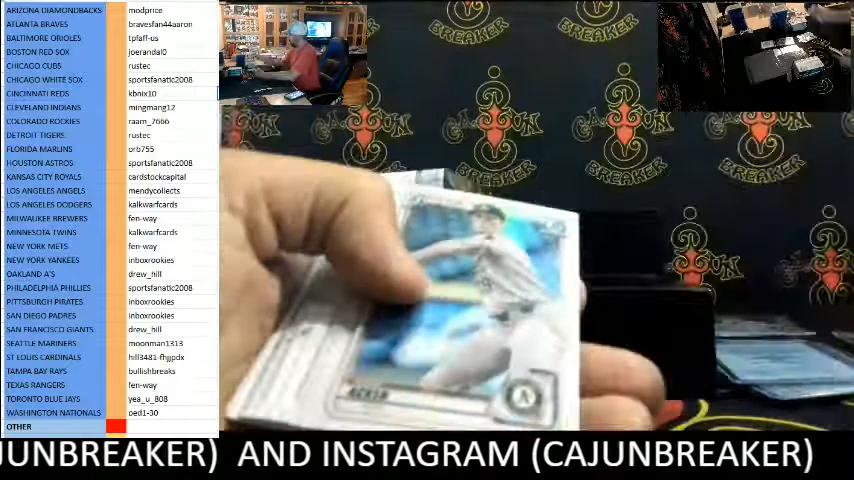 ARIZONA DIAMONDBACKS modprice
ATLANTA BRAVES bravesfan44aaron
BALTIMORE ORIOLES tpfaff-us
BOSTON RED SOX joerandal0
CHICAGO CUBS rustec
CHICAGO WHITE SOX sportsfanatic2008
CINCINNATI REDS kbnix10
CLEVELAND INDIANS mingmang12
COLORADO ROCKIES raam_7666
DETROIT TIGERS rustec
FLORIDA MARLINS orb755
HOUSTON ASTROS sportsfanatic2008
KANSAS CITY ROYALS cardstockcapital
LOS ANGELES ANGELS mendycollects
LOS ANGELES DODGERS kalkwarfcards
MILWAUKEE BREWERS fen-way
MINNESOTA TWINS kalkwarfcards
NEW YORK METS fen-way
NEW YORK YANKEES inboxrookies
OAKLAND A'S drew_hill
PHILADELPHIA PHILLIES sportsfanatic2008
PITTSBURGH PIRATES inboxrookies
SAN DIEGO PADRES inboxrookies
SAN FRANCISCO GIANTS drew_hill
SEATTLE MARINERS moonman1313
ST LOUIS CARDINALS hill3481-fhjjpdx
TAMPA BAY RAYS bullishbreaks
TEXAS RANGERS fen-way
TORONTO BLUE JAYS yea_u_808
WASHINGTON NATIONALS ped1-30
OTHER
CAJUN
BREAKER
JUNBREAKER) AND INSTAGRAM (CAJUNBREAKER)